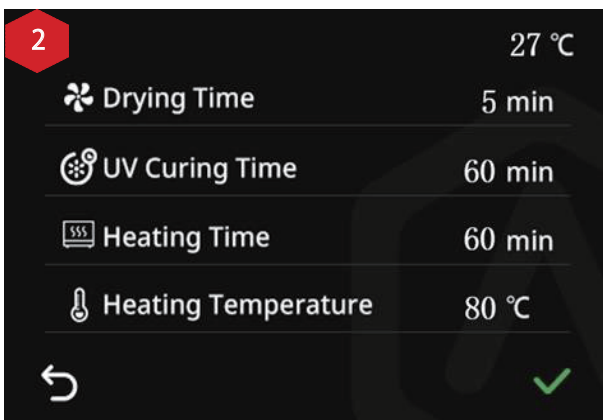 2
27 ℃
Drying Time 5 min
UV Curing Time 60 min
Heating Time 60 min
Heating Temperature 80 ℃